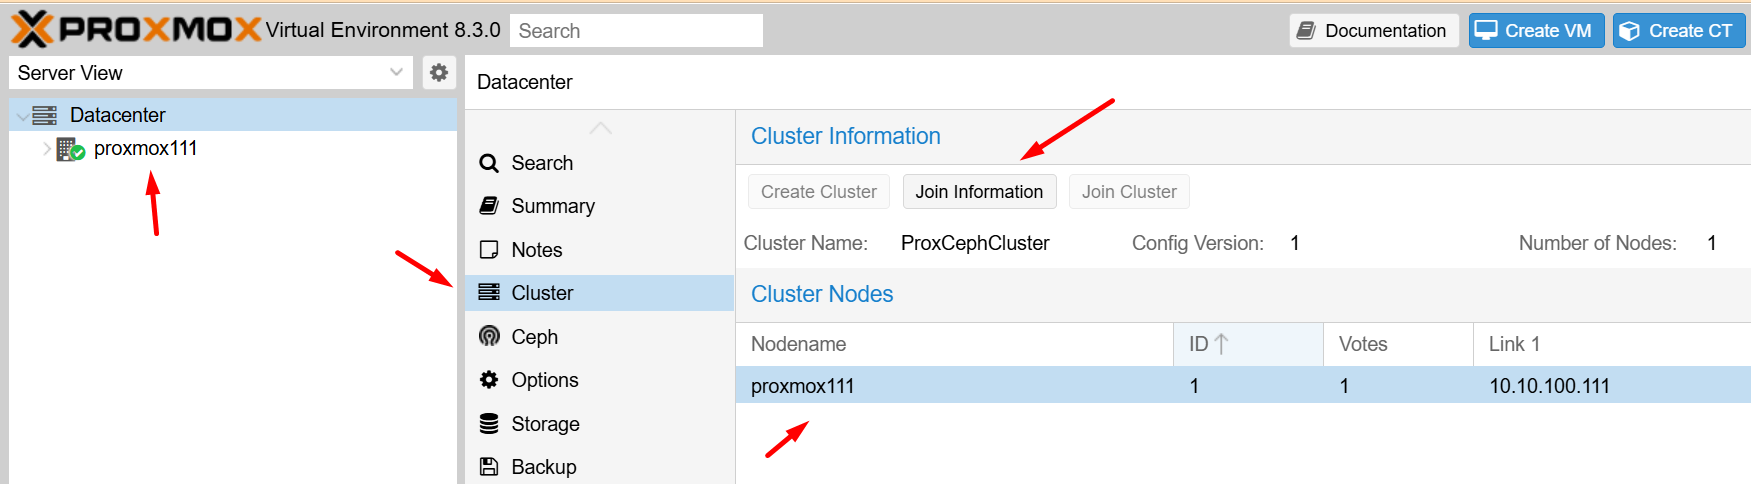 PROXMOX Virtual Environment 8.3.0 Search Documentation Create VM Create CT
Server View
Datacenter
proxmox111
Datacenter
Search
Summary
Notes
Cluster
Ceph
Options
Storage
Backup
Cluster Information
Create Cluster Join Information Join Cluster
Cluster Name: ProxCephCluster Config Version: 1 Number of Nodes: 1
Cluster Nodes
Nodename ID Votes Link 1
proxmox111 1 1 10.10.100.111